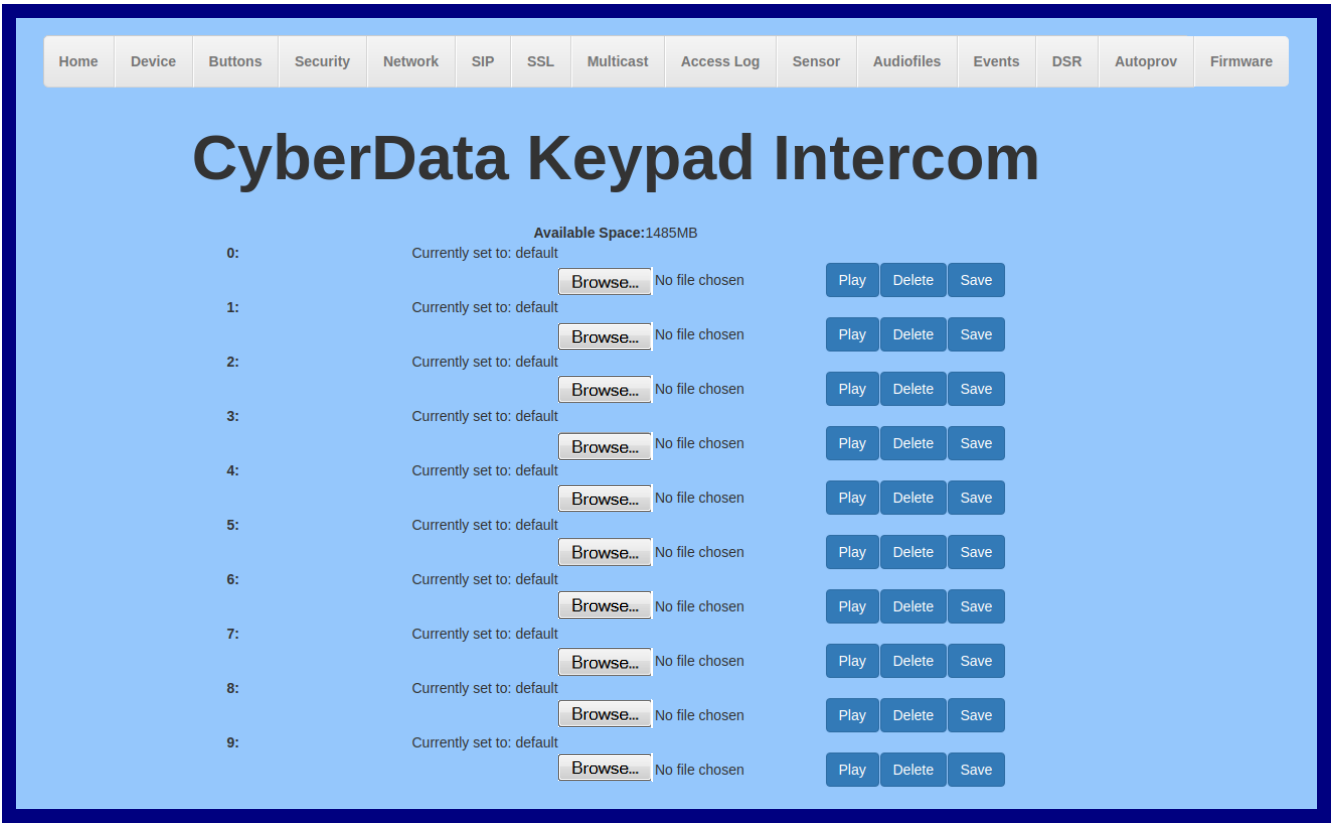 Home Device Buttons Security Network SIP SSL Multicast Access Log Sensor Audiofiles Events DSR Autoprov Firmware
CyberData Keypad Intercom
Available Space:1485MB
0: Currently set to: default
Browse... No file chosen Play Delete Save
1: Currently set to: default
Browse... No file chosen Play Delete Save
2: Currently set to: default
Browse... No file chosen Play Delete Save
3: Currently set to: default
Browse... No file chosen Play Delete Save
4: Currently set to: default
Browse... No file chosen Play Delete Save
5: Currently set to: default
Browse... No file chosen Play Delete Save
6: Currently set to: default
Browse... No file chosen Play Delete Save
7: Currently set to: default
Browse... No file chosen Play Delete Save
8: Currently set to: default
Browse... No file chosen Play Delete Save
9: Currently set to: default
Browse... No file chosen Play Delete Save